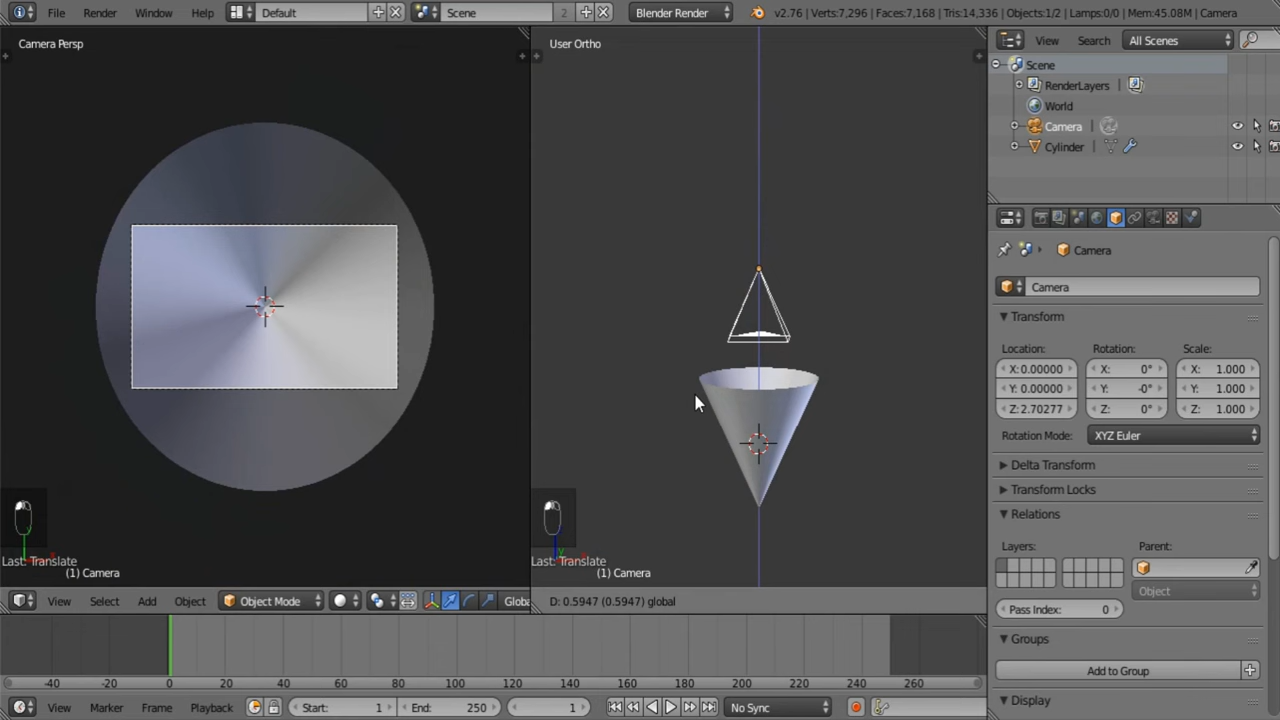 File Render Window Help Default Scene 2 Blender Render v2.76 | Verts:7,296 | Faces:7,168 | Tris:14,336 | Objects:1/2 | Lamps:0/0 | Mem:45.08M | Camera
Camera Persp
User Ortho
View Search All Scenes
Scene
RenderLayers
World
Camera
Cylinder
Camera
Camera
Transform
Location: Rotation: Scale:
X: 0.00000 X: 0° X: 1.000
Y: 0.00000 Y: -0° Y: 1.000
Z: 2.70277 Z: 0° Z: 1.000
Rotation Mode: XYZ Euler
Delta Transform
Transform Locks
Relations
Layers: Parent:
Object
Pass Index: 0
Groups
Add to Group
Display
Last: Translate
(1) Camera
Last: Translate
(1) Camera
View Select Add Object Object Mode Globa
D: 0.5947 (0.5947) global
-40 -20 0 20 40 60 80 100 120 140 160 180 200 220 240 260
View Marker Frame Playback Start: 1 End: 250 1 No Sync